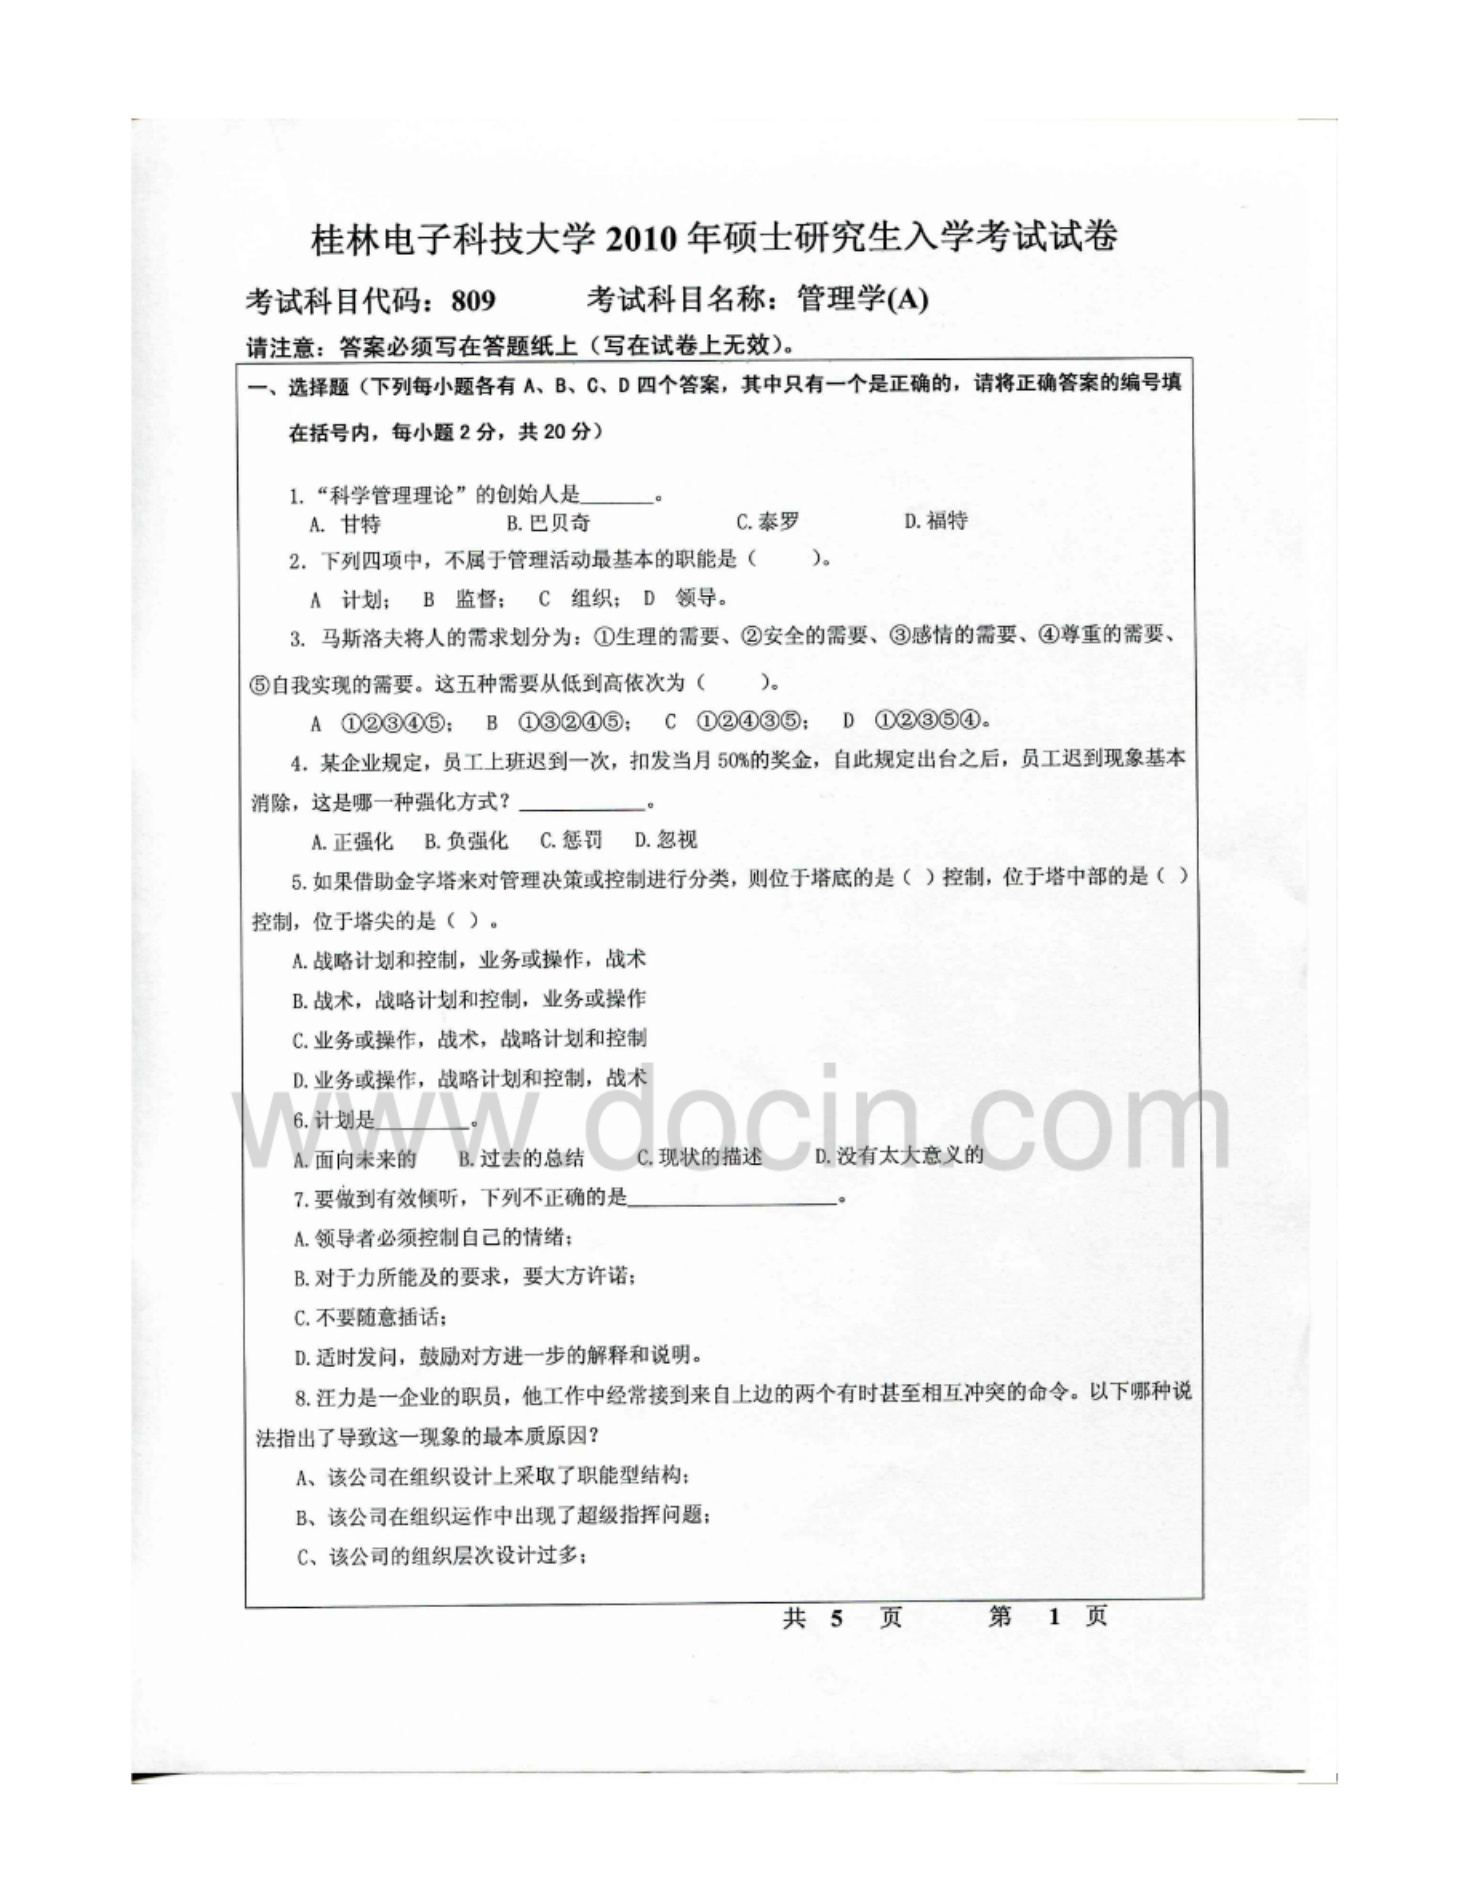 桂林电子科技大学 2010 年硕士研究生入学考试试卷
考试科目代码：809 考试科目名称：管理学(A)
请注意：答案必须写在答题纸上（写在试卷上无效）。
一、选择题（下列每小题各有 A、B、C、D 四个答案，其中只有一个是正确的，请将正确答案的编号填
在括号内，每小题 2 分，共 20 分）
1. “科学管理理论”的创始人是_______。
A. 甘特 B. 巴贝奇 C. 泰罗 D. 福特
2. 下列四项中，不属于管理活动最基本的职能是（ ）。
A 计划； B 监督； C 组织； D 领导。
3. 马斯洛夫将人的需求划分为：①生理的需要、②安全的需要、③感情的需要、④尊重的需要、
⑤自我实现的需要。这五种需要从低到高依次为（ ）。
A ①②③④⑤； B ①③②④⑤； C ①②④③⑤； D ①②③⑤④。
4. 某企业规定，员工上班迟到一次，扣发当月 50%的奖金，自此规定出台之后，员工迟到现象基本
消除，这是哪一种强化方式？____________。
A. 正强化 B. 负强化 C. 惩罚 D. 忽视
5. 如果借助金字塔来对管理决策或控制进行分类，则位于塔底的是（ ）控制，位于塔中部的是（ ）
控制，位于塔尖的是（ ）。
A. 战略计划和控制，业务或操作，战术
B. 战术，战略计划和控制，业务或操作
C. 业务或操作，战术，战略计划和控制
D. 业务或操作，战略计划和控制，战术
www.docin.com
6. 计划是_________。
A. 面向未来的 B. 过去的总结 C. 现状的描述 D. 没有太大意义的
7. 要做到有效倾听，下列不正确的是____________________。
A. 领导者必须控制自己的情绪；
B. 对于力所能及的要求，要大方许诺；
C. 不要随意插话；
D. 适时发问，鼓励对方进一步的解释和说明。
8. 汪力是一企业的职员，他工作中经常接到来自上边的两个有时甚至相互冲突的命令。以下哪种说
法指出了导致这一现象的最本质原因？
A、该公司在组织设计上采取了职能型结构；
B、该公司在组织运作中出现了超级指挥问题；
C、该公司的组织层次设计过多；
共 5 页 第 1 页